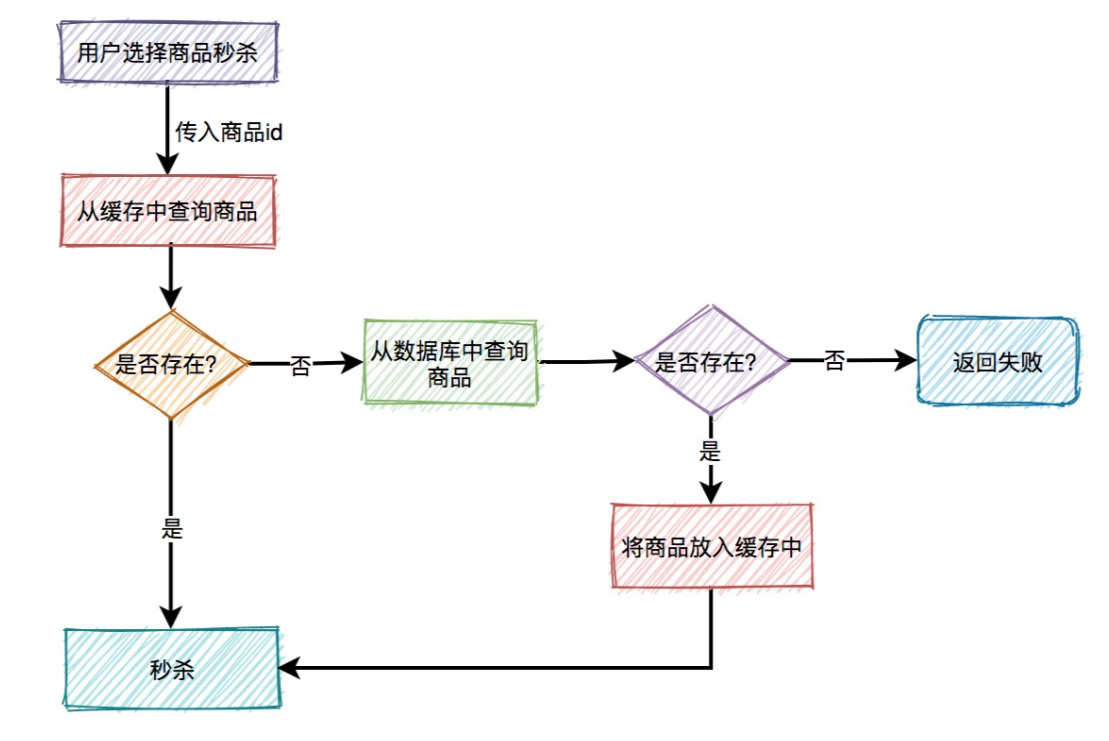 用户选择商品秒杀
传入商品id
从缓存中查询商品
是否存在?
否
从数据库中查询
商品
是否存在?
否
返回失败
是
将商品放入缓存中
是
秒杀